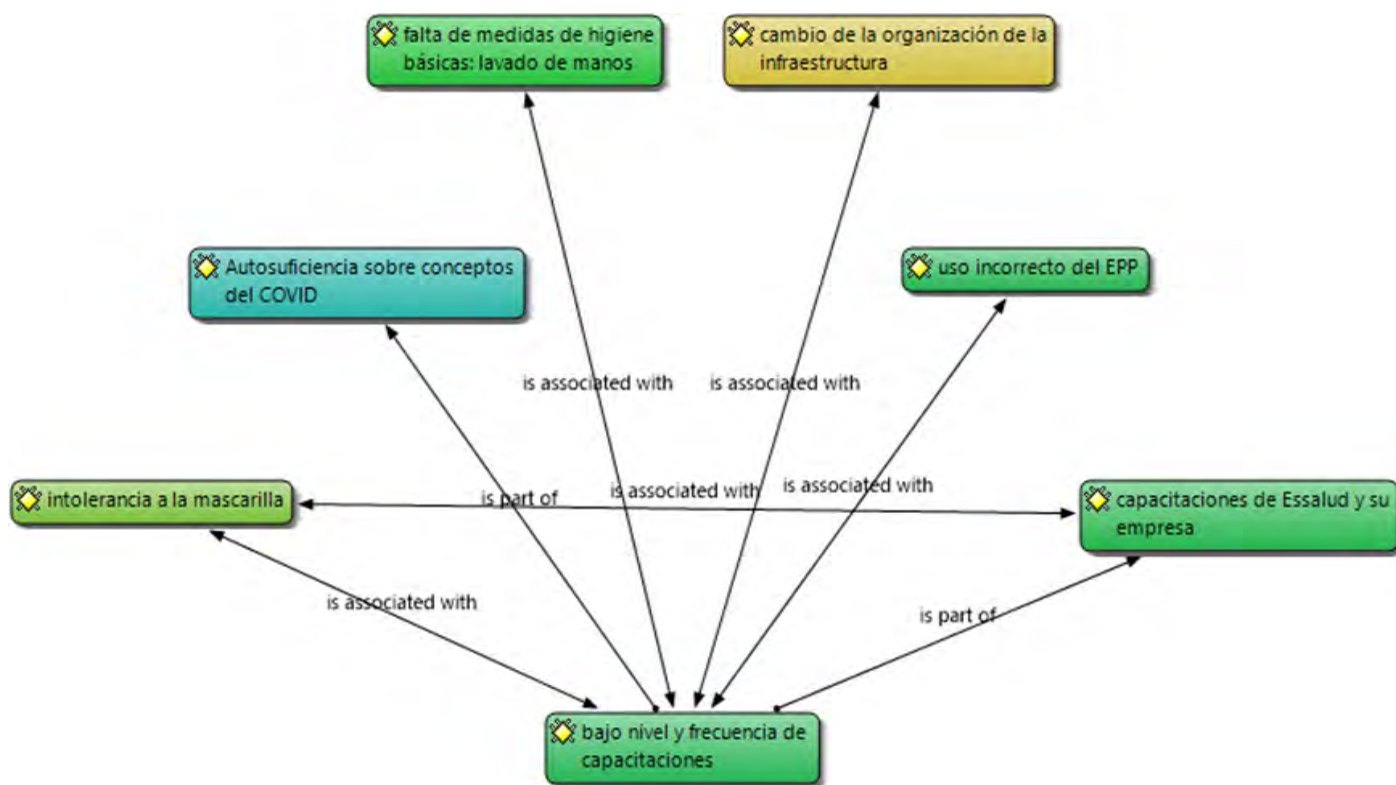 falta de medidas de higiene
básicas: lavado de manos
cambio de la organización de la
infraestructura
Autosuficiencia sobre conceptos
del COVID
uso incorrecto del EPP
is associated with
is associated with
intolerancia a la mascarilla
is part of
is associated with
is associated with
capacitaciones de Essalud y su
empresa
is associated with
is part of
bajo nivel y frecuencia de
capacitaciones